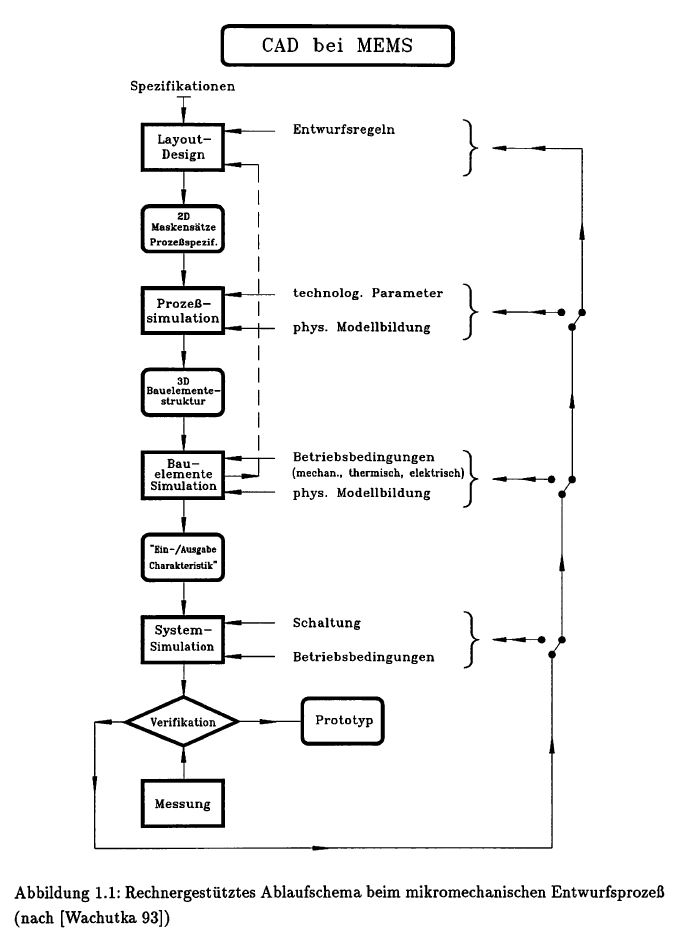 CAD bei MEMS
Spezifikationen
Layout-
Design
Entwurfsregeln
2D
Maskensätze
Prozeßspezif.
Prozeß-
simulation
technolog. Parameter
phys. Modellbildung
3D
Bauelemente-
struktur
Bau-
elemente
Simulation
Betriebsbedingungen
(mechan., thermisch, elektrisch)
phys. Modellbildung
"Ein-/Ausgabe
Charakteristik"
System-
Simulation
Schaltung
Betriebsbedingungen
Verifikation
Prototyp
Messung
Abbildung 1.1: Rechnergestütztes Ablaufschema beim mikromechanischen Entwurfsprozeß
(nach [Wachutka 93])